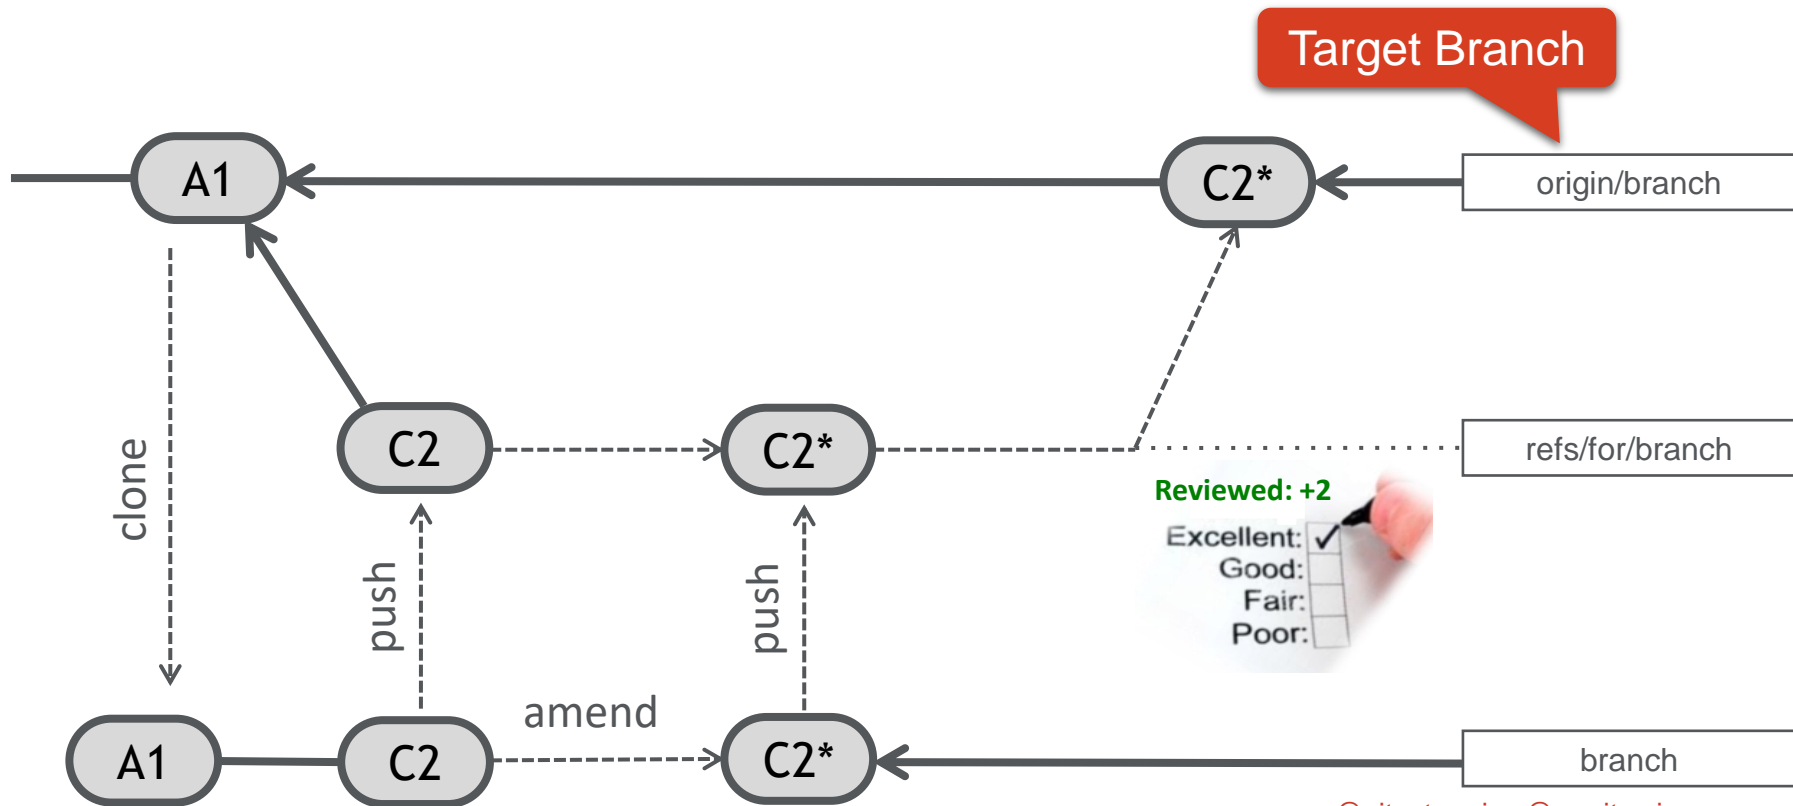 Target Branch
A1
C2*
origin/branch
clone
C2
C2*
refs/for/branch
Reviewed: +2
Excellent:
Good:
Fair:
Poor:
push
push
amend
A1
C2
C2*
branch